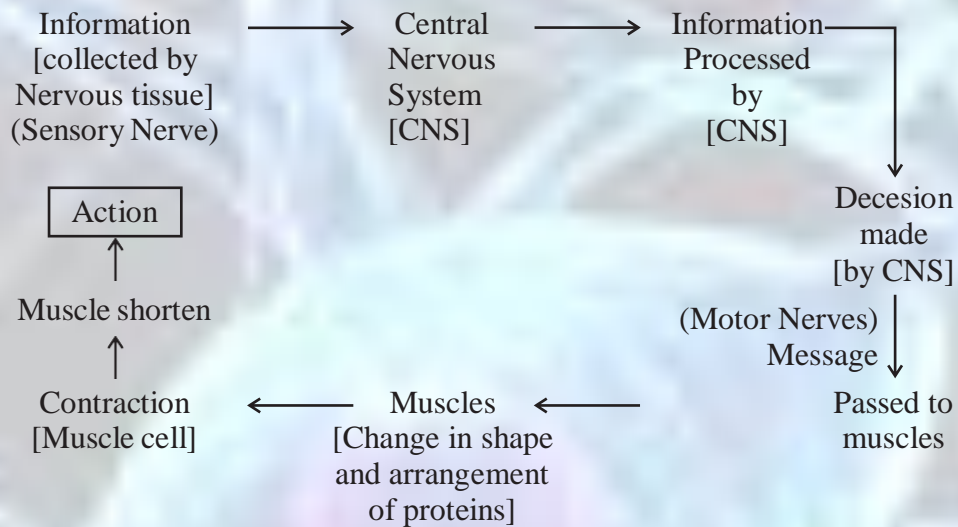 Information
[collected by
Nervous tissue]
(Sensory Nerve)
Central
Nervous
System
[CNS]
Information
Processed
by
[CNS]
Decesion
made
[by CNS]
(Motor Nerves)
Message
Passed to
muscles
Muscles
[Change in shape
and arrangement
of proteins]
Contraction
[Muscle cell]
Muscle shorten
Action